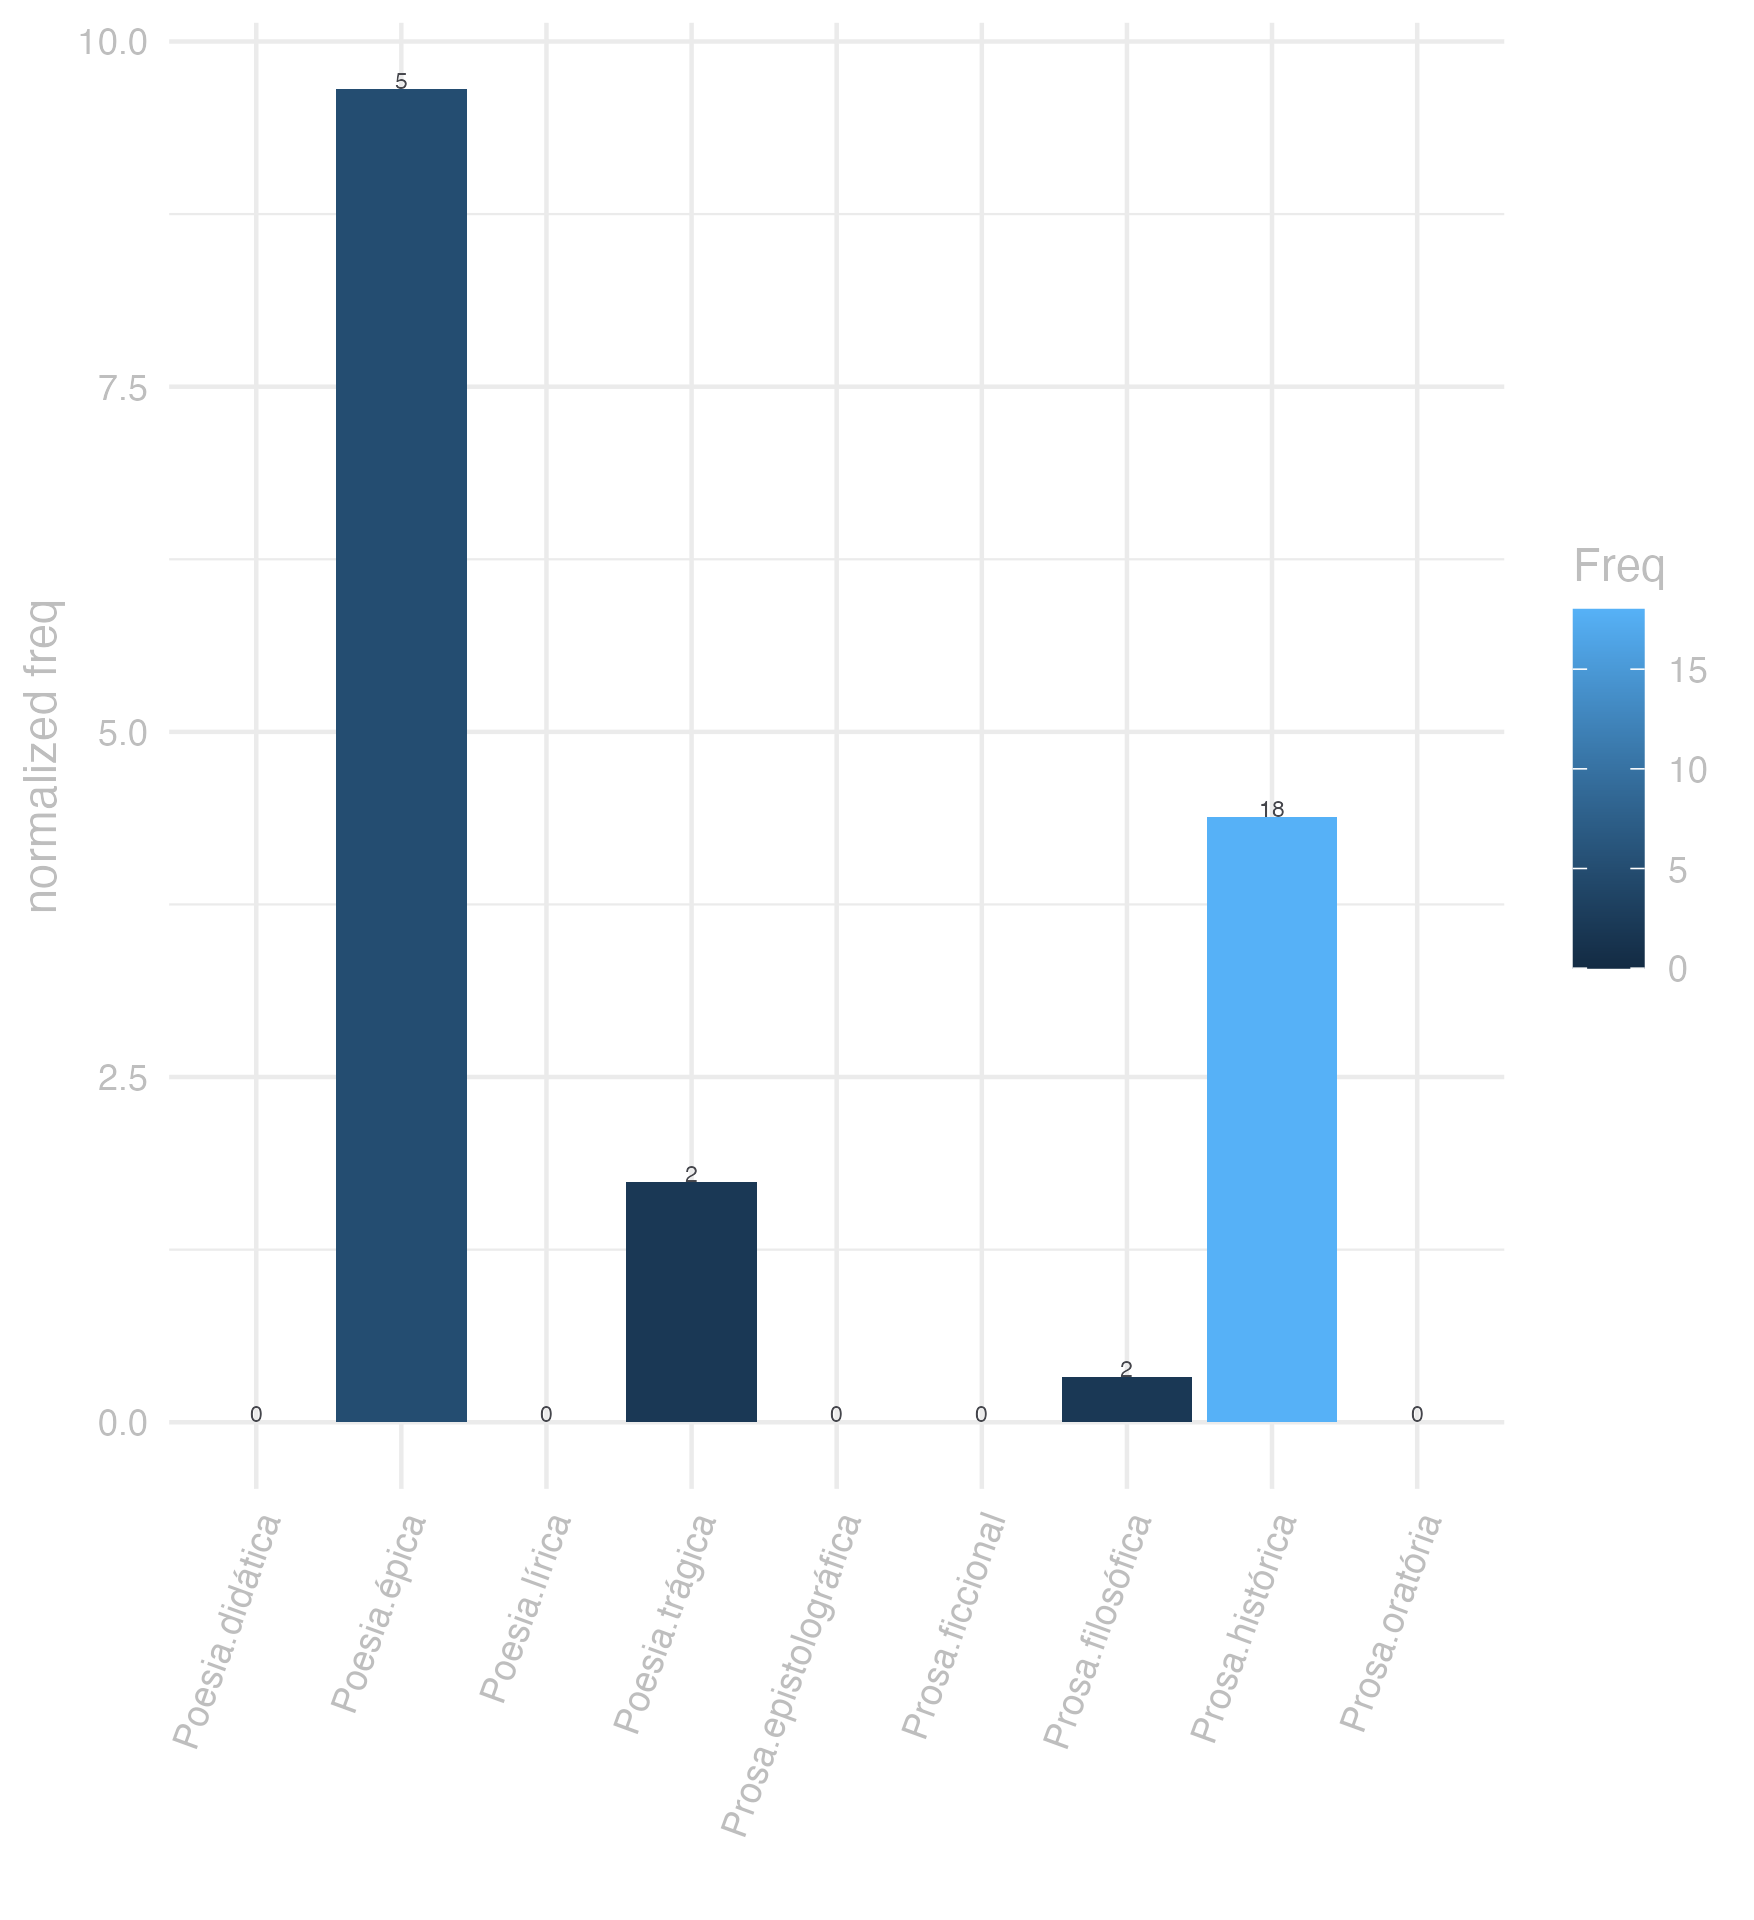 10.0
7.5
5.0
2.5
0.0
normalized freq
0
5
0
2
0
0
2
18
0
Poesia.didática
Poesia.épica
Poesia.lírica
Poesia.trágica
Prosa.epistolográfica
Prosa.ficcional
Prosa.filosófica
Prosa.histórica
Prosa.oratória
Freq
15
10
5
0